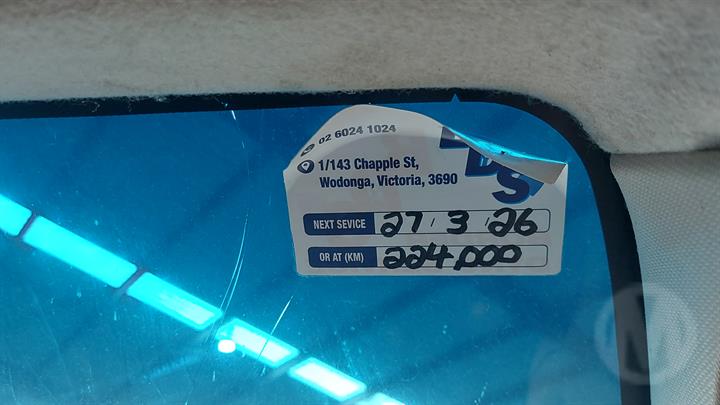 02 6024 1024
1/143 Chapple St,
Wodonga, Victoria, 3690
NEXT SEVICE 27 / 3 / 26
OR AT (KM) 224,000
M